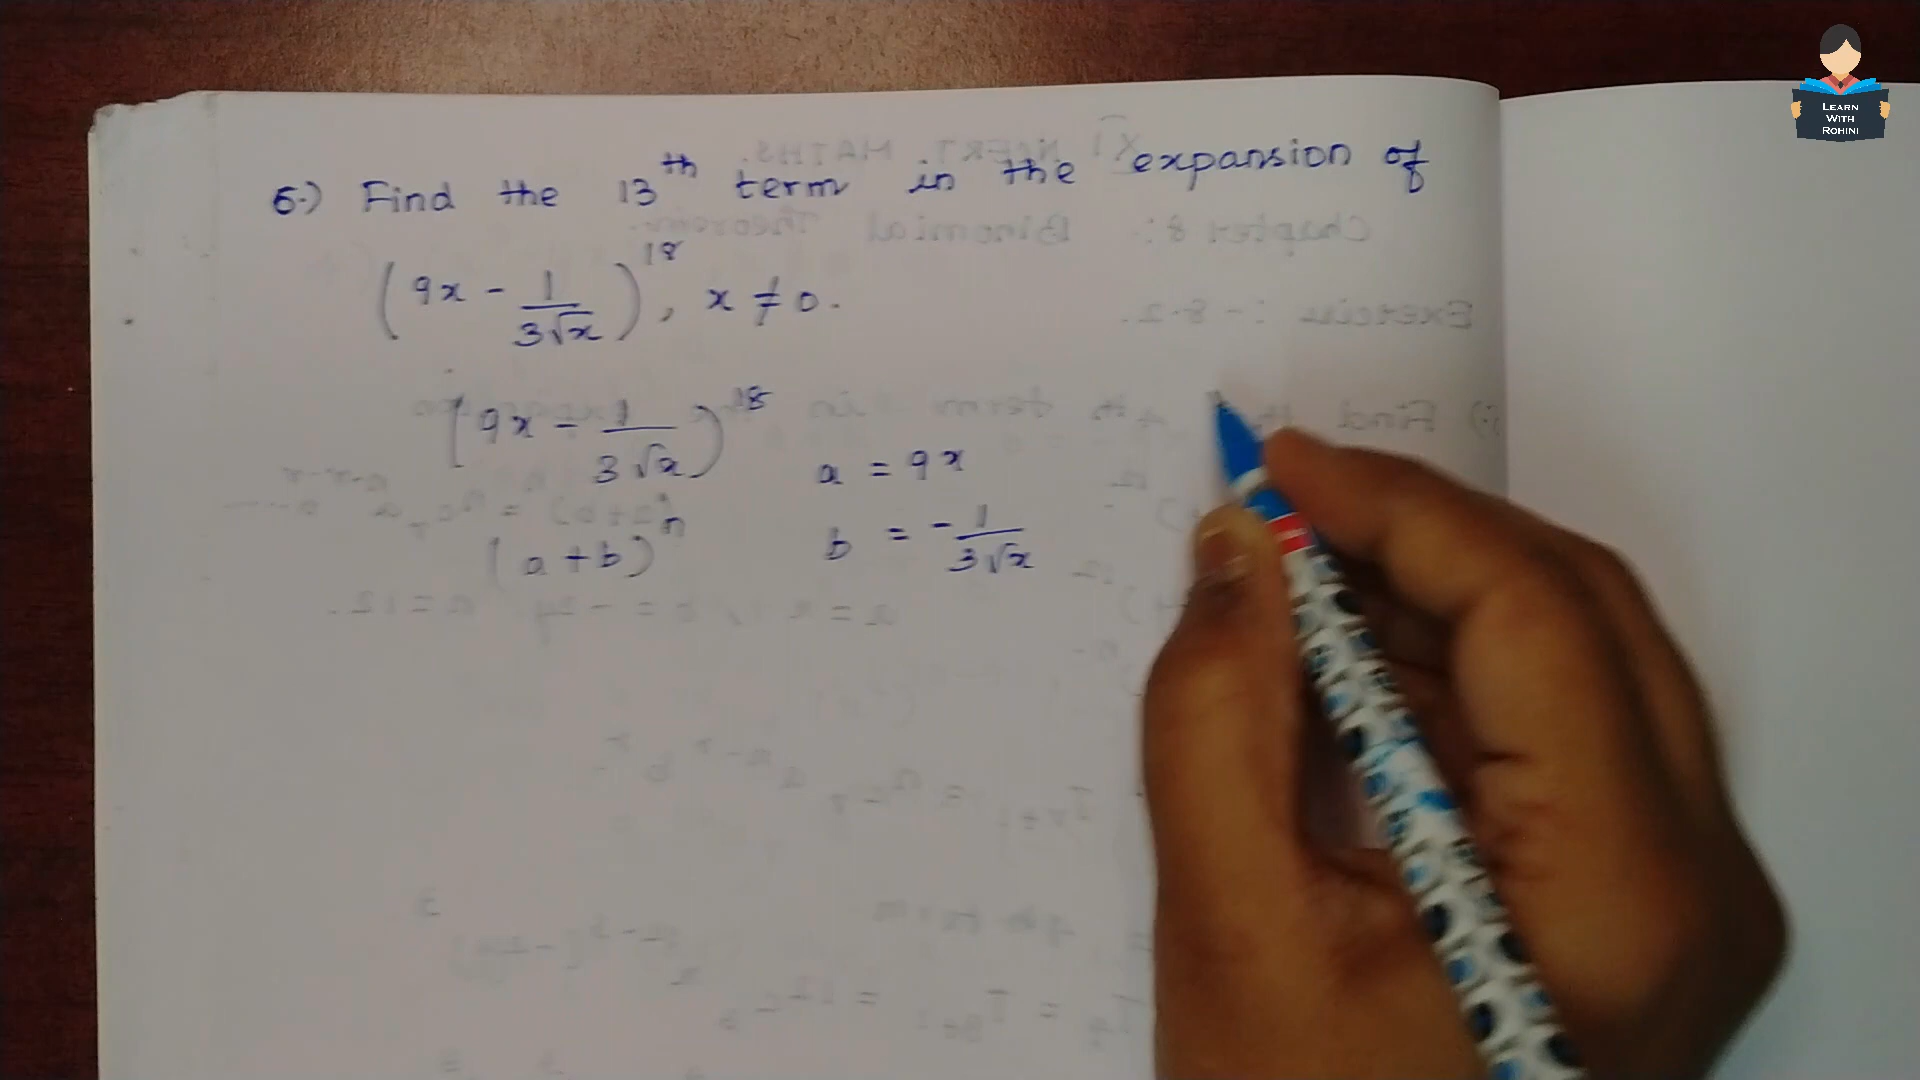 LEARN
WITH
ROHINI
6.) Find the 13th term in the expansion of
(9x - 1/(3√x))^18, x ≠ 0.
(9x - 1/(3√x))^18
a = 9x
(a + b)^n
b = - 1/(3√x)